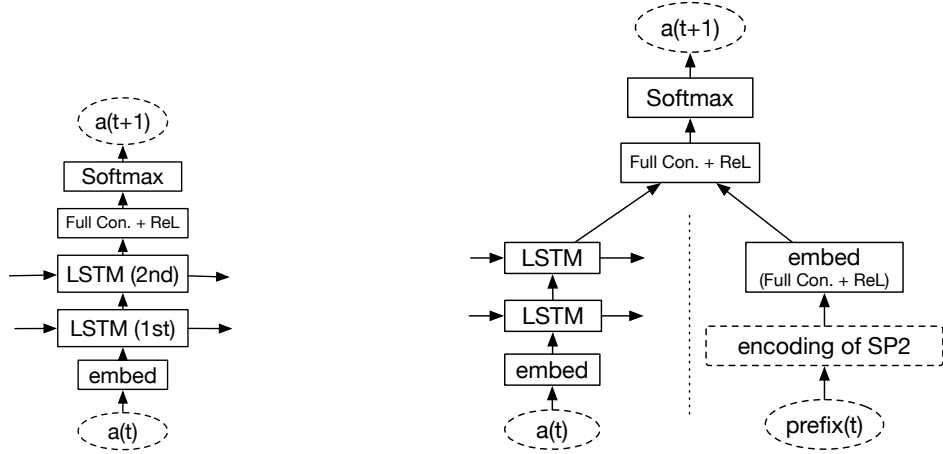 a(t+1)
Softmax
Full Con. + ReL
LSTM (2nd)
LSTM (1st)
embed
a(t)
a(t+1)
Softmax
Full Con. + ReL
LSTM
LSTM
embed
a(t)
embed
(Full Con. + ReL)
encoding of SP2
prefix(t)